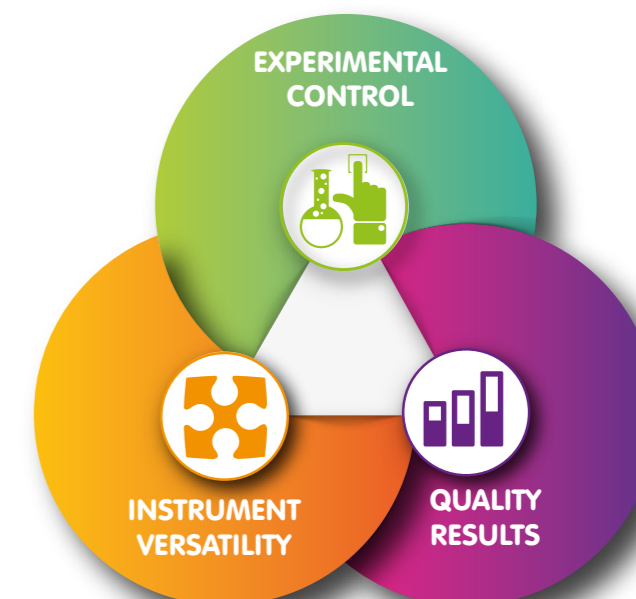 EXPERIMENTAL
CONTROL
INSTRUMENT
VERSATILITY
QUALITY
RESULTS